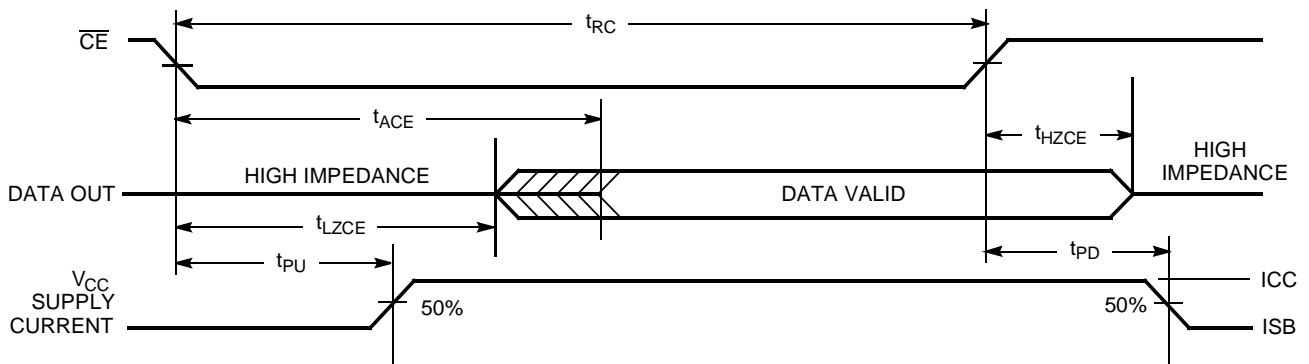 tRC
CE
tACE
tHZCE
HIGH IMPEDANCE
HIGH
IMPEDANCE
DATA OUT
DATA VALID
tLZCE
tPU
tPD
VCC
SUPPLY
CURRENT
50%
50%
ICC
ISB